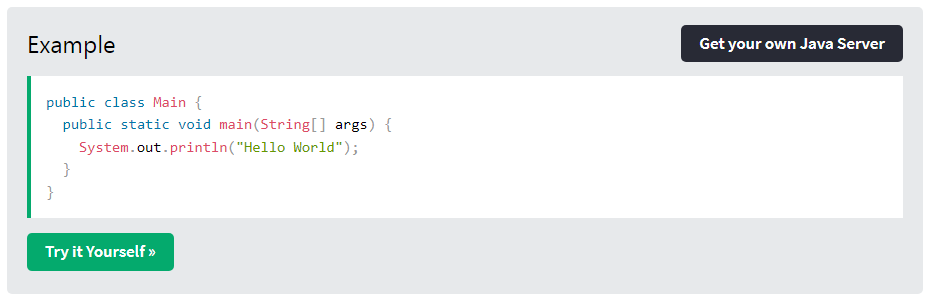 Example
Get your own Java Server
public class Main {
  public static void main(String[] args) {
    System.out.println("Hello World");
  }
}
Try it Yourself »